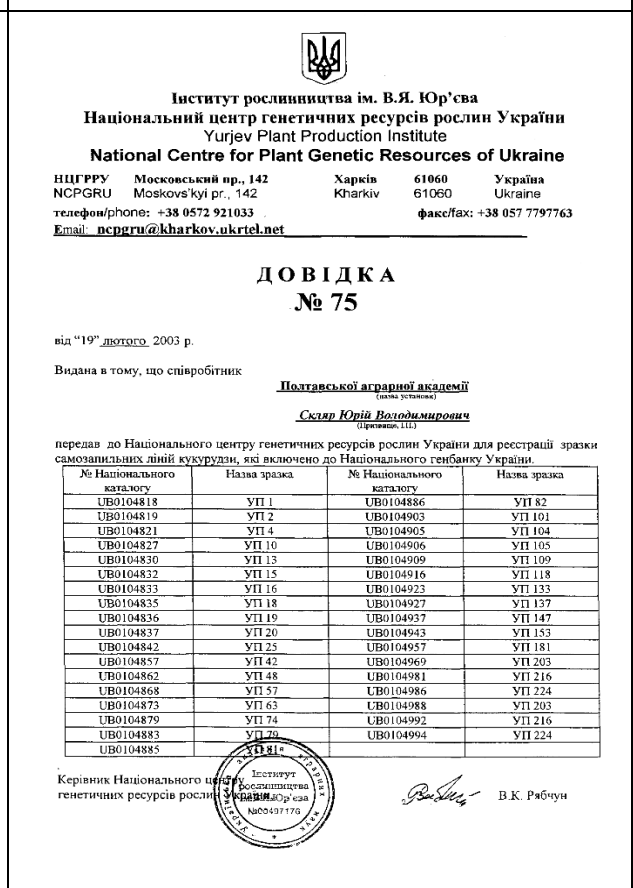 Інститут рослинництва ім. В.Я. Юр’єва
Національний центр генетичних ресурсів рослин України
Yurjev Plant Production Institute
National Centre for Plant Genetic Resources of Ukraine
НЦГРРУ Московський пр., 142 Харків 61060 Україна
NCPGRU Moskovs'kyi pr., 142 Kharkiv 61060 Ukraine
телефон/phone: +38 0572 921033 факс/fax: +38 057 7797763
Email: ncpgru@kharkov.ukrtel.net
ДОВІДКА
№ 75
від “19” лютого 2003 р.
Видана в тому, що співробітник
Полтавської аграрної академії
(назва установи)
Скляр Юрій Володимирович
(Прізвище, І.П.)
передав до Національного центру генетичних ресурсів рослин України для реєстрації зразки
самозапильних ліній кукурудзи, які включено до Національного генбанку України.
№ Національного каталогу Назва зразка № Національного каталогу Назва зразка
UB0104818 УП 1 UB0104886 УП 82
UB0104819 УП 2 UB0104903 УП 101
UB0104821 УП 4 UB0104905 УП 104
UB0104827 УП 10 UB0104906 УП 105
UB0104830 УП 13 UB0104909 УП 109
UB0104832 УП 15 UB0104916 УП 118
UB0104833 УП 16 UB0104923 УП 133
UB0104835 УП 18 UB0104927 УП 137
UB0104836 УП 19 UB0104937 УП 147
UB0104837 УП 20 UB0104943 УП 153
UB0104842 УП 25 UB0104957 УП 181
UB0104857 УП 42 UB0104969 УП 203
UB0104862 УП 48 UB0104981 УП 216
UB0104868 УП 57 UB0104986 УП 224
UB0104873 УП 63 UB0104988 УП 203
UB0104879 УП 74 UB0104992 УП 216
UB0104883 УП 79 UB0104994 УП 224
UB0104885 УП 81
Керівник Національного центру
генетичних ресурсів рослин України
Інститут
рослинництва
№00497176
В.К. Рябчун